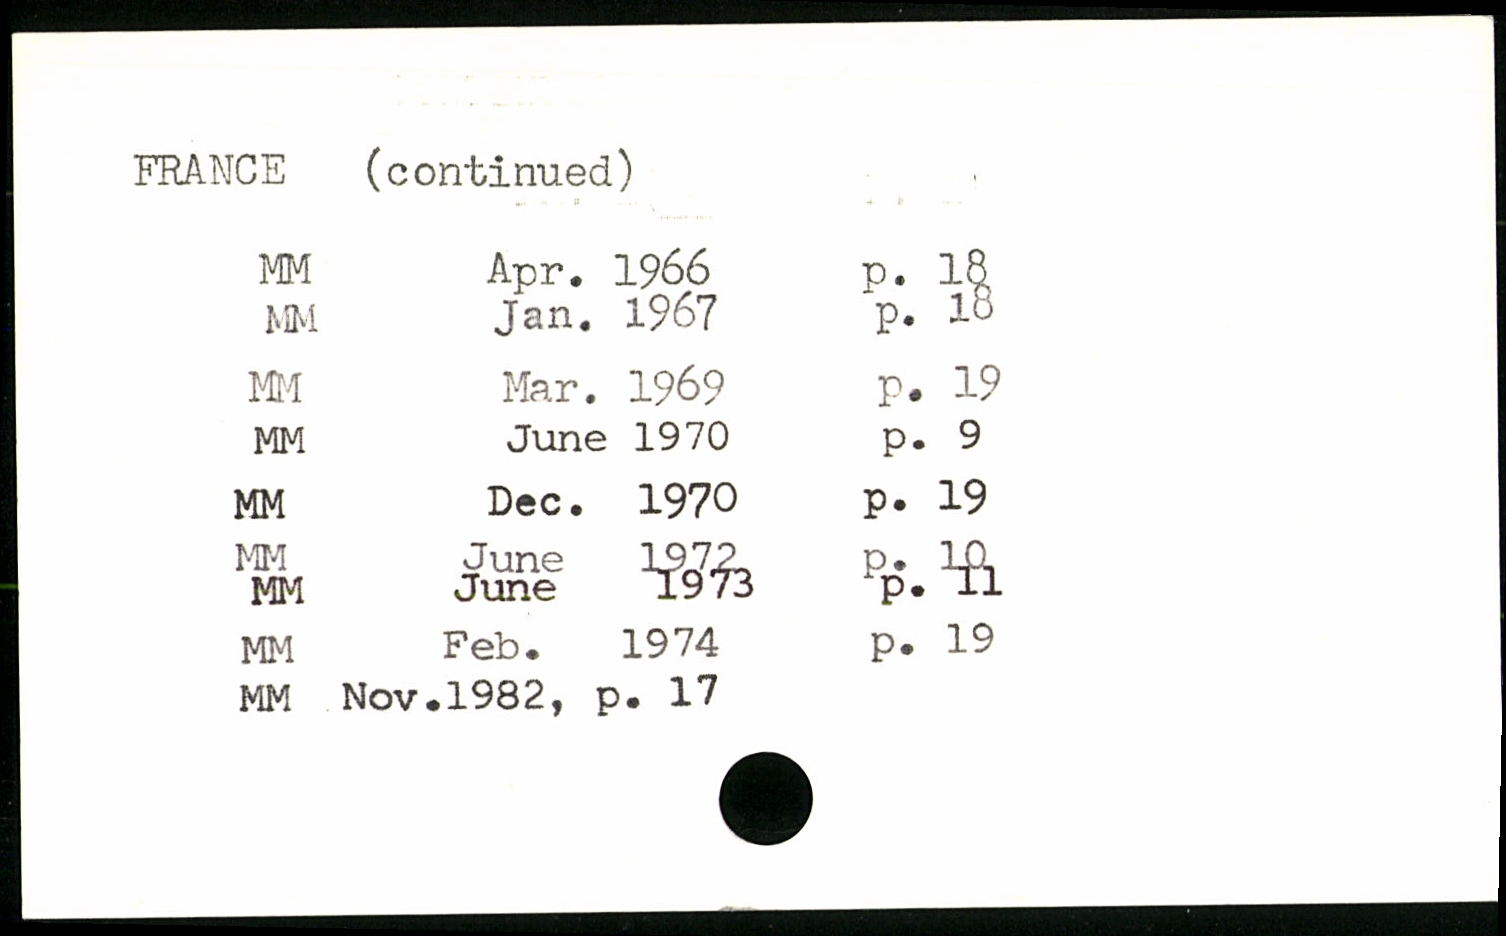 FRANCE (continued)
MM Apr. 1966 p. 18
MM Jan. 1967 p. 18
MM Mar. 1969 p. 19
MM June 1970 p. 9
MM Dec. 1970 p. 19
MM June 1972 p. 10
MM June 1973 p. 11
MM Feb. 1974 p. 19
MM Nov.1982, p. 17